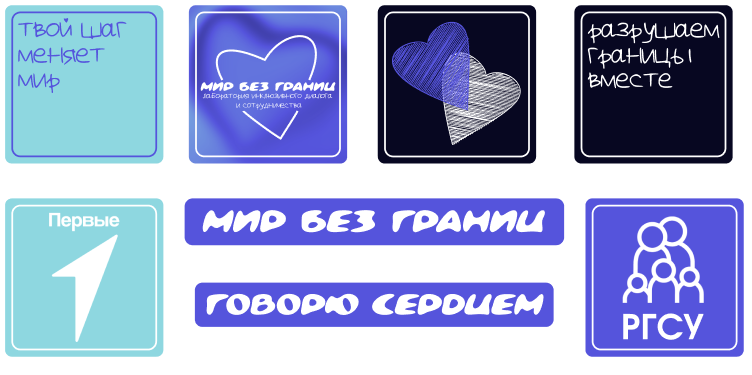 твой шаг
меняет
мир
МИР БЕЗ ГРАНИЦ
лаборатория инклюзивного диалога
и сотрудничества
разрушаем
границы
вместе
Первые
МИР БЕЗ ГРАНИЦ
ГОВОРЮ СЕРДЦЕМ
РГСУ